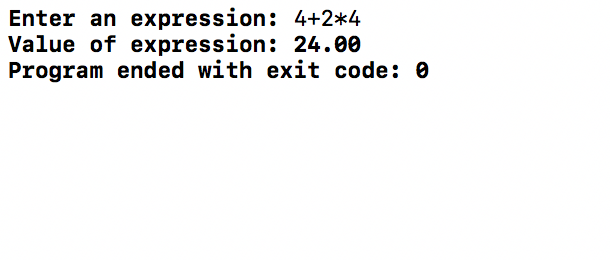 Enter an expression: 4+2*4
Value of expression: 24.00
Program ended with exit code: 0